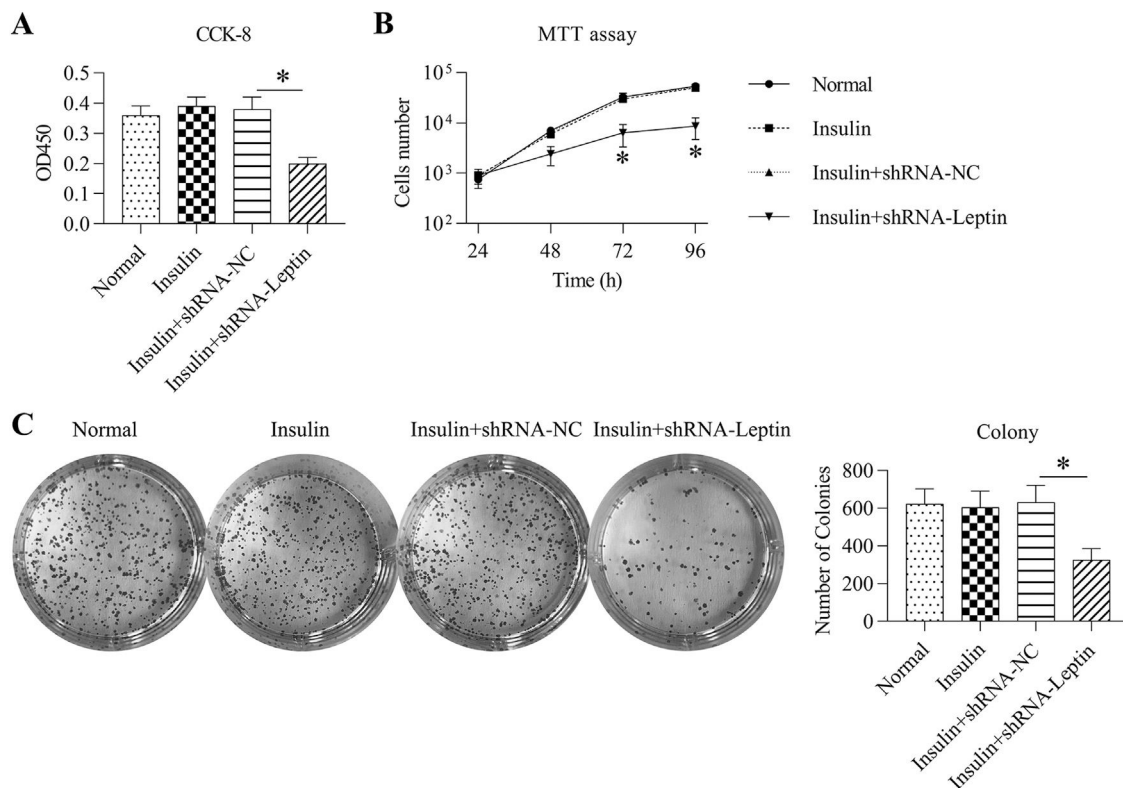 A
CCK-8
OD450
0.5
0.4
0.3
0.2
0.1
0.0
*
Normal
Insulin
Insulin+shRNA-NC
Insulin+shRNA-Leptin
B
MTT assay
Cells number
10⁵
10⁴
10³
10²
* *
24 48 72 96
Time (h)
Normal
Insulin
Insulin+shRNA-NC
Insulin+shRNA-Leptin
C
Normal Insulin Insulin+shRNA-NC Insulin+shRNA-Leptin
Colony
Number of Colonies
800
600
400
200
0
*
Normal
Insulin
Insulin+shRNA-NC
Insulin+shRNA-Leptin